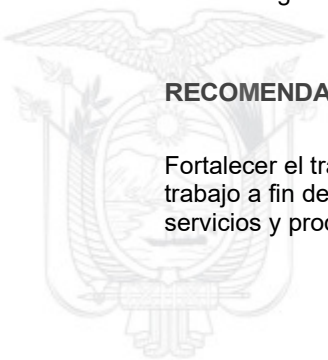 RECOMENDA
Fortalecer el tra
trabajo a fin de
servicios y proc